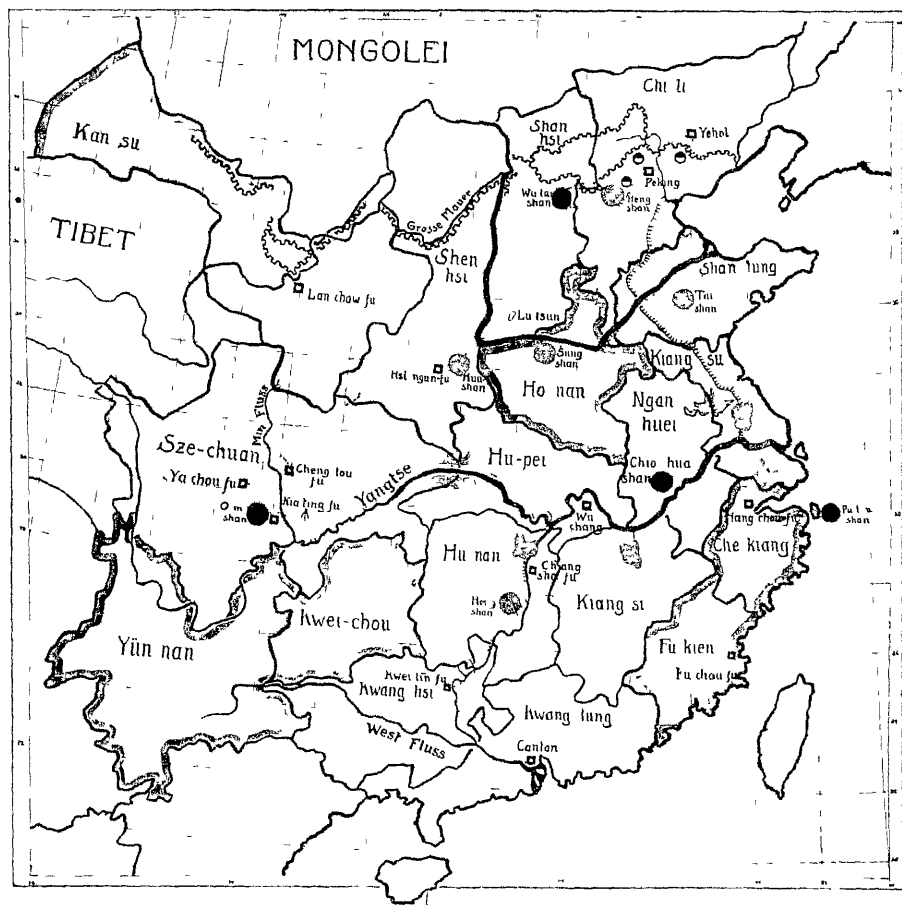 MONGOLEI
Chi li
Kan su
Shan
hsi
Yehol
Peking
Wu tai
shan
Heng
shan
TIBET
Grosse Mauer
Shen
hsi
Shan tung
Tai
shan
Lan chow fu
Lu tsun
Sung
shan
Kiang su
Hsi ngan-fu
Hua
shan
Ho nan
Ngan
huei
Min Fluss
Sze-chuan
Cheng tou
fu
Ya chou fu
Yangtse
Hu-pei
Chio hua
shan
O m
shan
Kia ting fu
Wu
chang
Hang chou fu
Pu t o
shan
Che kiang
Hu nan
Chang
sha fu
Kiang si
shan
Kwei-chou
Yün nan
Fu kien
Fu chou fu
Kwei lin fu
Kwang hsi
Kwang tung
West Fluss
Canton